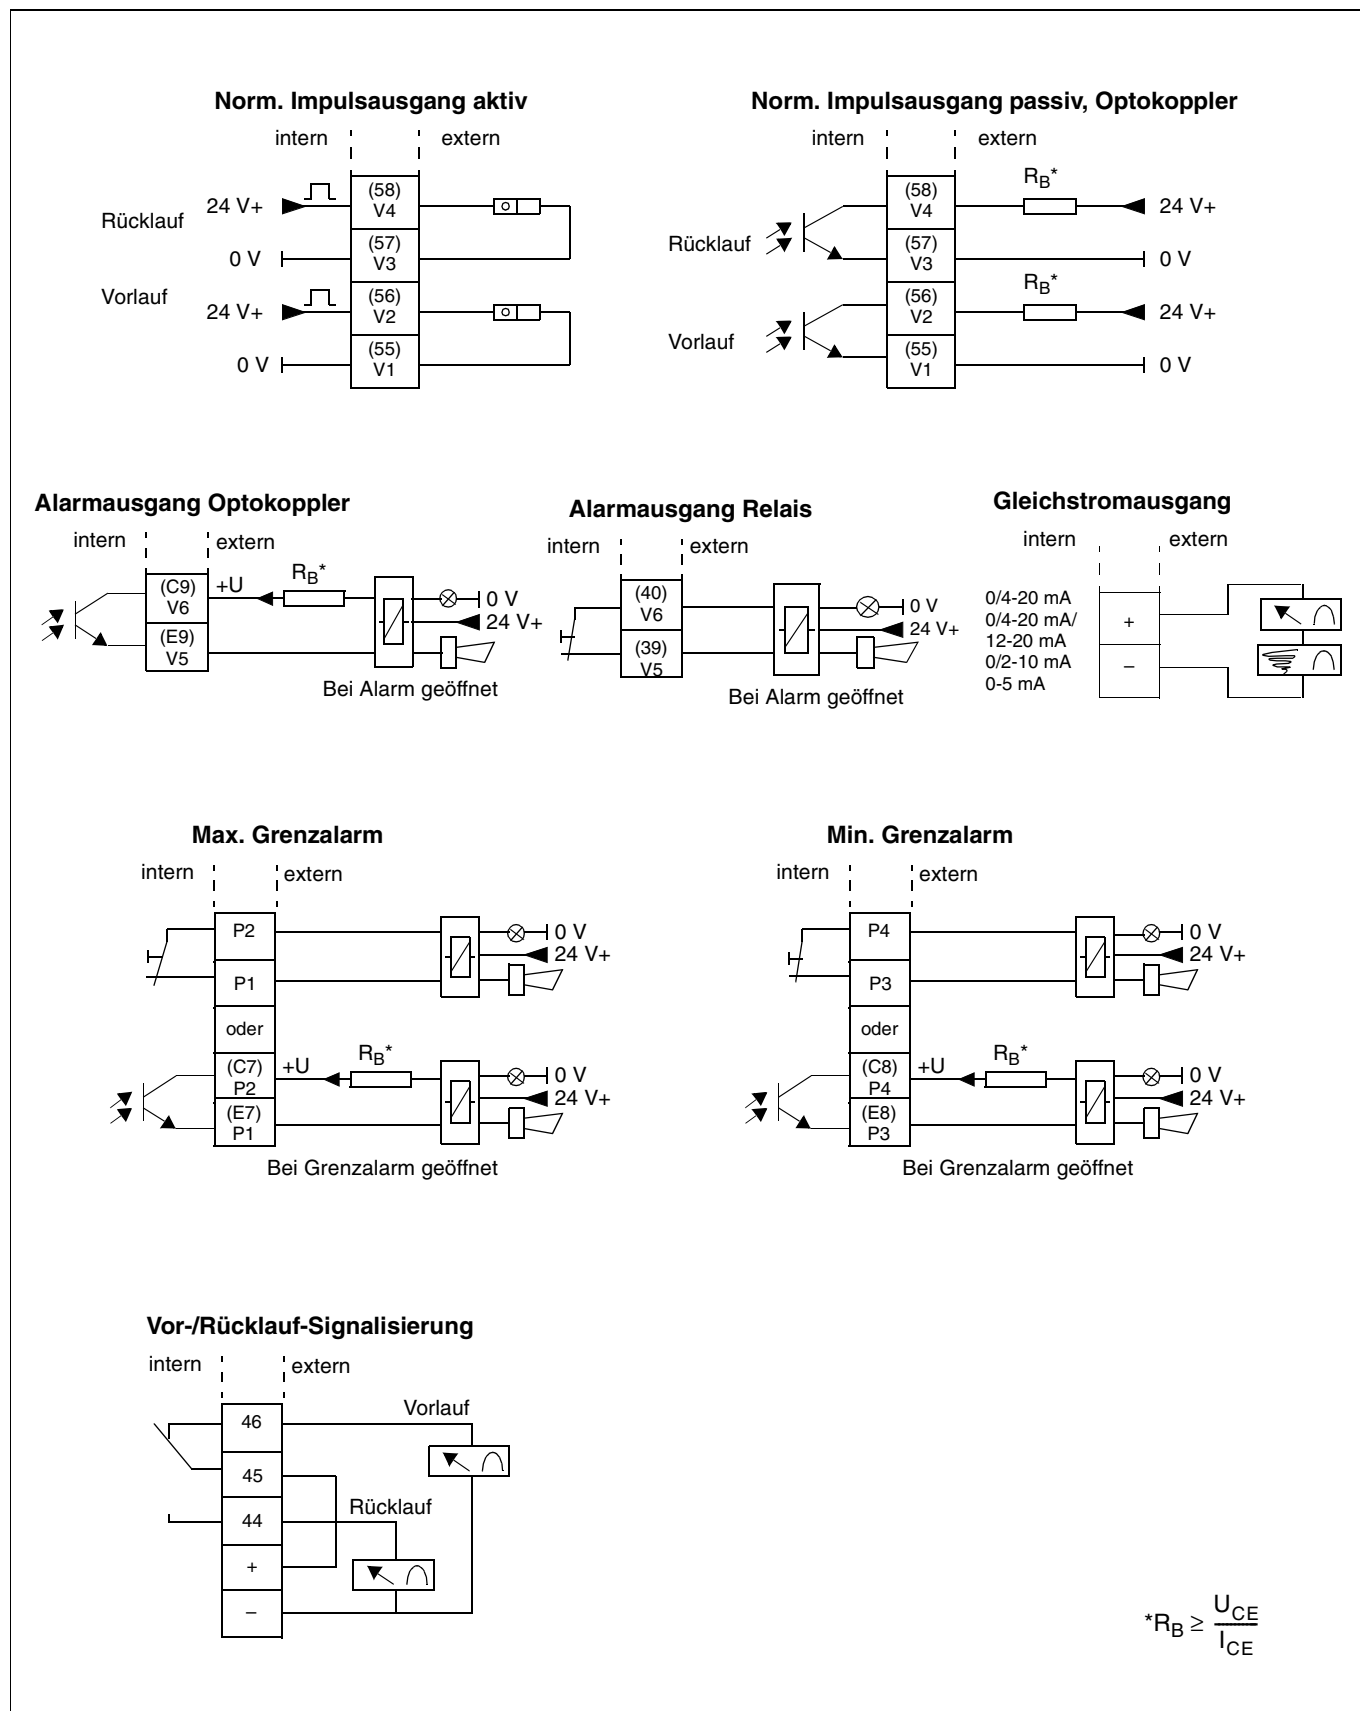 Norm. Impulsausgang aktiv
intern
extern
Rücklauf
24 V+
(58)
V4
0 V
(57)
V3
Vorlauf
24 V+
(56)
V2
0 V
(55)
V1
Norm. Impulsausgang passiv, Optokoppler
intern
extern
Rücklauf
(58)
V4
RB*
24 V+
(57)
V3
0 V
Vorlauf
(56)
V2
RB*
24 V+
(55)
V1
0 V
Alarmausgang Optokoppler
intern
extern
(C9)
V6
+U
RB*
0 V
24 V+
(E9)
V5
Bei Alarm geöffnet
Alarmausgang Relais
intern
extern
(40)
V6
0 V
24 V+
(39)
V5
Bei Alarm geöffnet
Gleichstromausgang
intern
extern
0/4-20 mA
0/4-20 mA/
12-20 mA
0/2-10 mA
0-5 mA
+
–
Max. Grenzalarm
intern
extern
P2
0 V
24 V+
P1
oder
(C7)
P2
+U
RB*
0 V
24 V+
(E7)
P1
Bei Grenzalarm geöffnet
Min. Grenzalarm
intern
extern
P4
0 V
24 V+
P3
oder
(C8)
P4
+U
RB*
0 V
24 V+
(E8)
P3
Bei Grenzalarm geöffnet
Vor-/Rücklauf-Signalisierung
intern
extern
46
Vorlauf
45
44
Rücklauf
+
–
*RB ≥ UCE
ICE